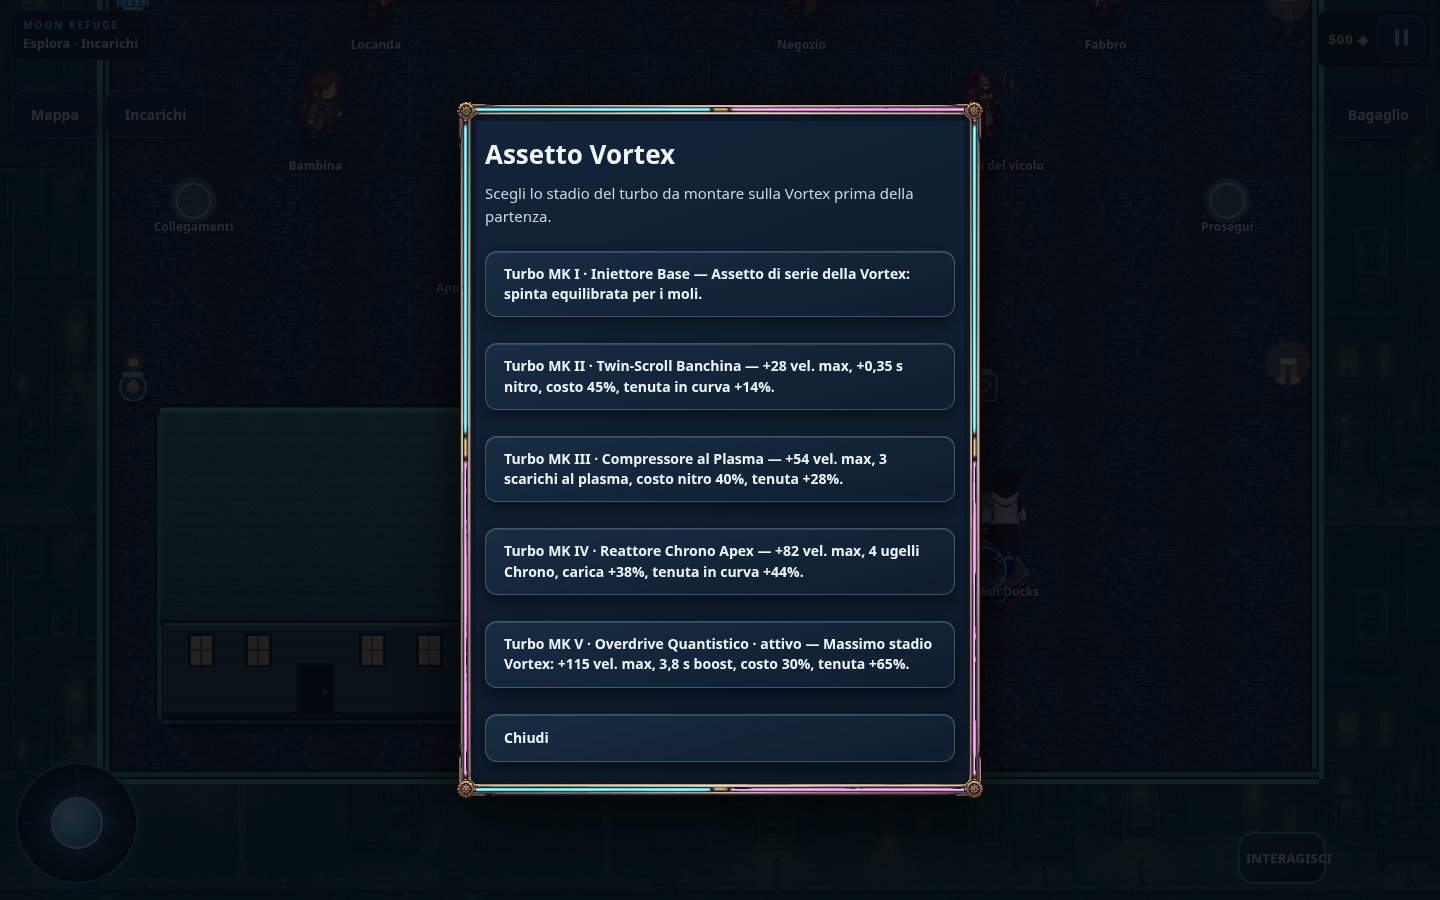 MOON REFUGE
Esplora · Incarichi
Locanda
Negozio
Fabbro
500
Mappa
Incarichi
Bagaglio
Bambina
del vicolo
Collegamenti
Prosegui
App
Ash Docks
INTERAGISCI
Assetto Vortex
Scegli lo stadio del turbo da montare sulla Vortex prima della
partenza.
Turbo MK I · Iniettore Base — Assetto di serie della Vortex:
spinta equilibrata per i moli.
Turbo MK II · Twin-Scroll Banchina — +28 vel. max, +0,35 s
nitro, costo 45%, tenuta in curva +14%.
Turbo MK III · Compressore al Plasma — +54 vel. max, 3
scarichi al plasma, costo nitro 40%, tenuta +28%.
Turbo MK IV · Reattore Chrono Apex — +82 vel. max, 4 ugelli
Chrono, carica +38%, tenuta in curva +44%.
Turbo MK V · Overdrive Quantistico · attivo — Massimo stadio
Vortex: +115 vel. max, 3,8 s boost, costo 30%, tenuta +65%.
Chiudi